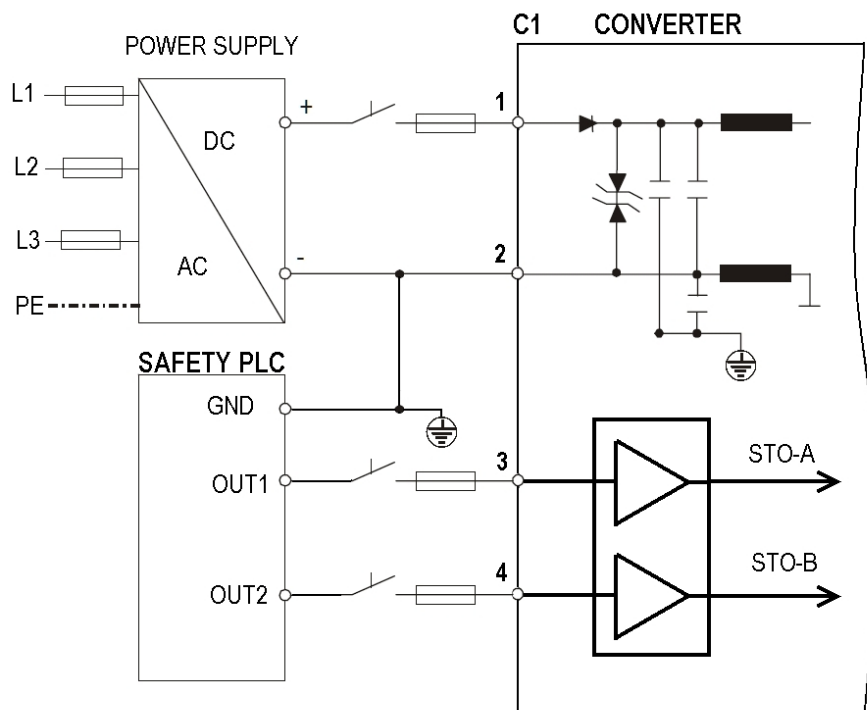 C1 CONVERTER
POWER SUPPLY
L1
+
1
DC
L2
L3
AC
-
2
PE
SAFETY PLC
GND
3
STO-A
OUT1
4
STO-B
OUT2